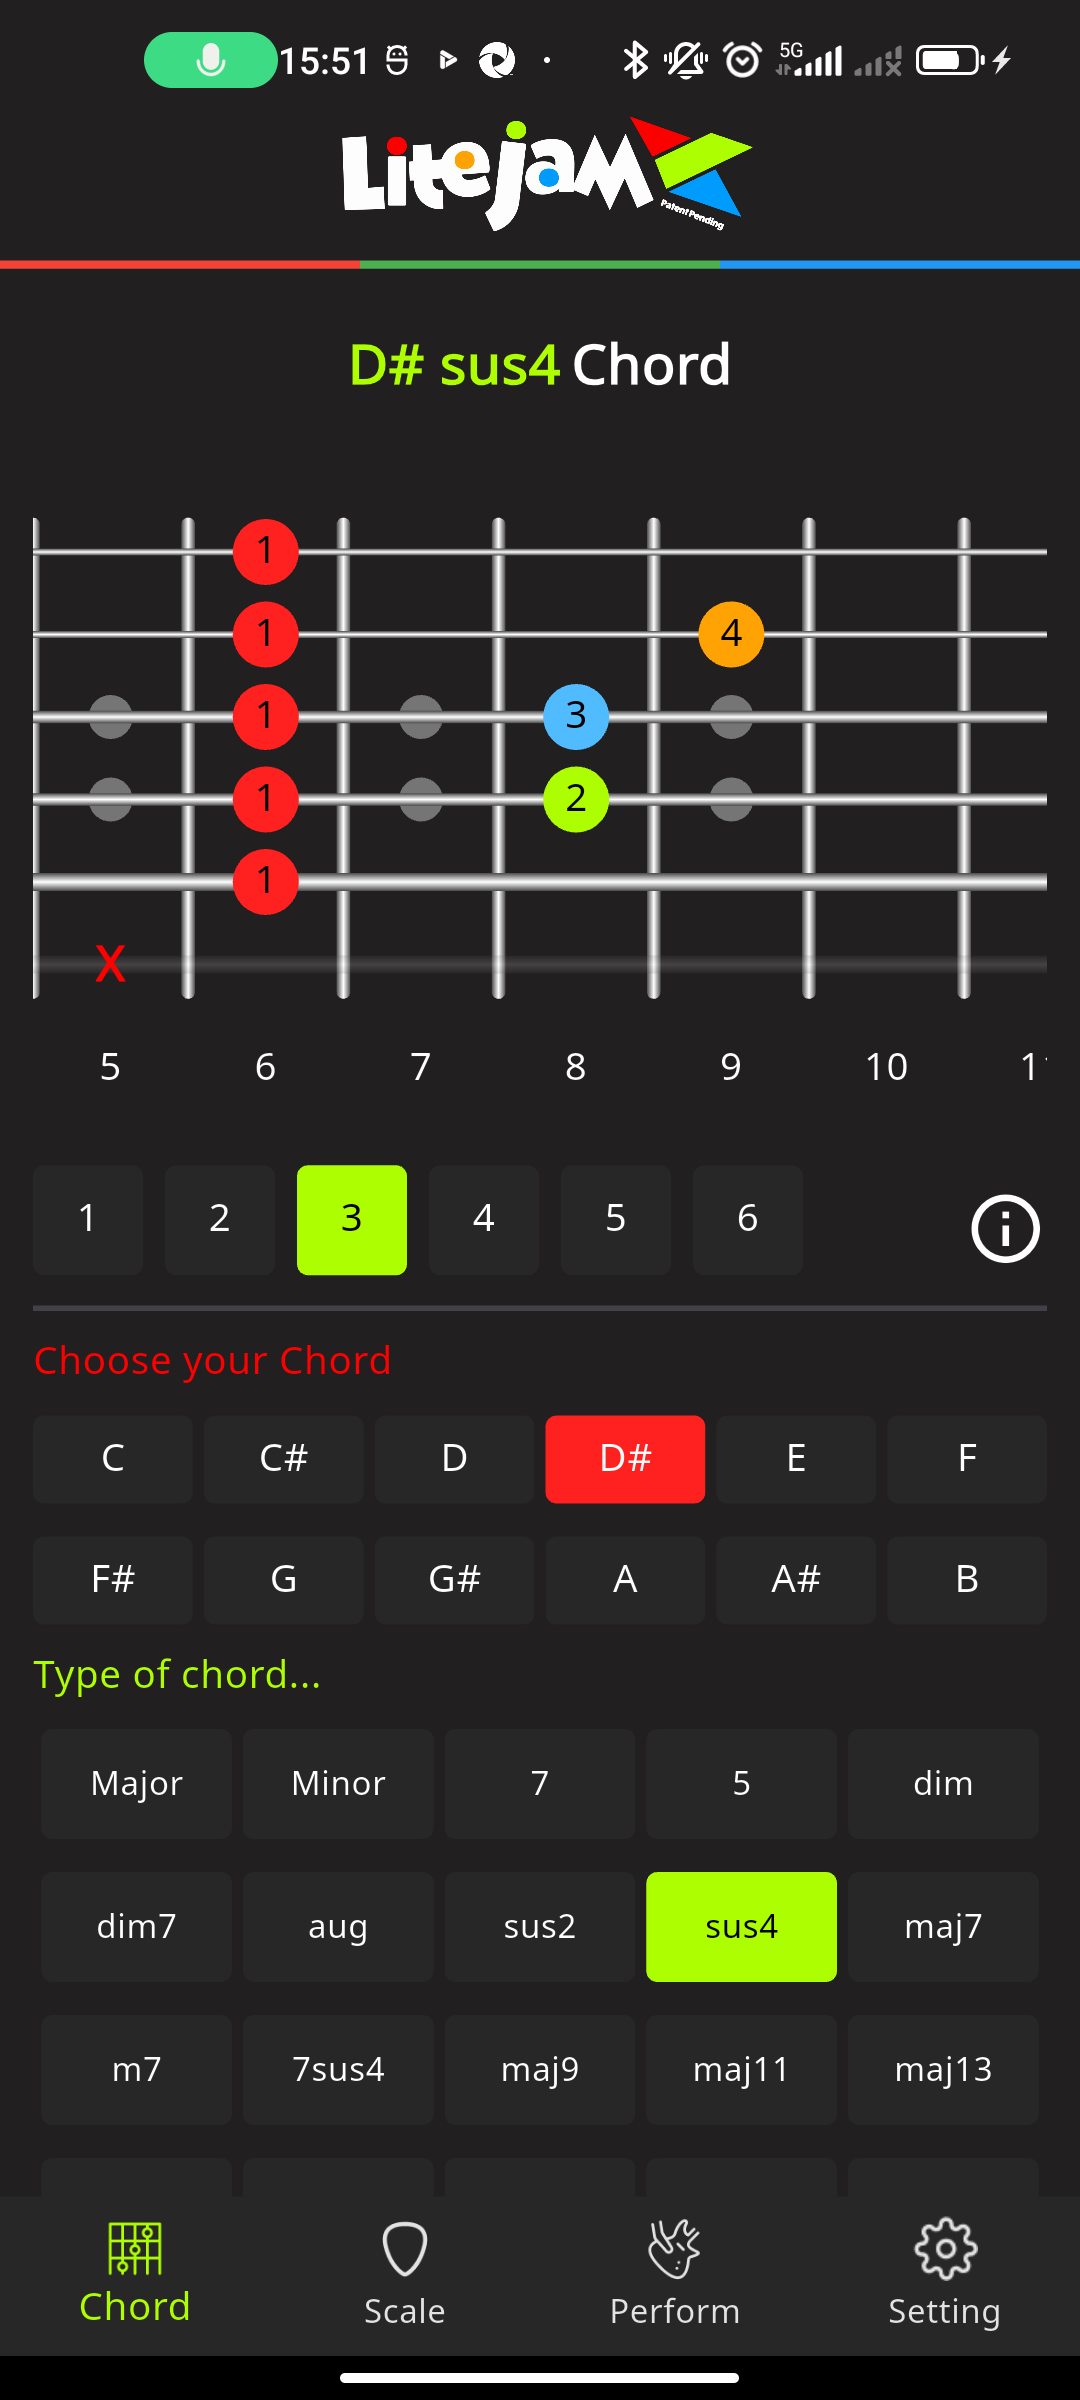 15:51
5G
Litejam
Patent Pending
D# sus4 Chord
1
1 4
1 3
1 2
1
X
5 6 7 8 9 10
1 2 3 4 5 6
Choose your Chord
C C# D D# E F
F# G G# A A# B
Type of chord...
Major Minor 7 5 dim
dim7 aug sus2 sus4 maj7
m7 7sus4 maj9 maj11 maj13
Chord Scale Perform Setting